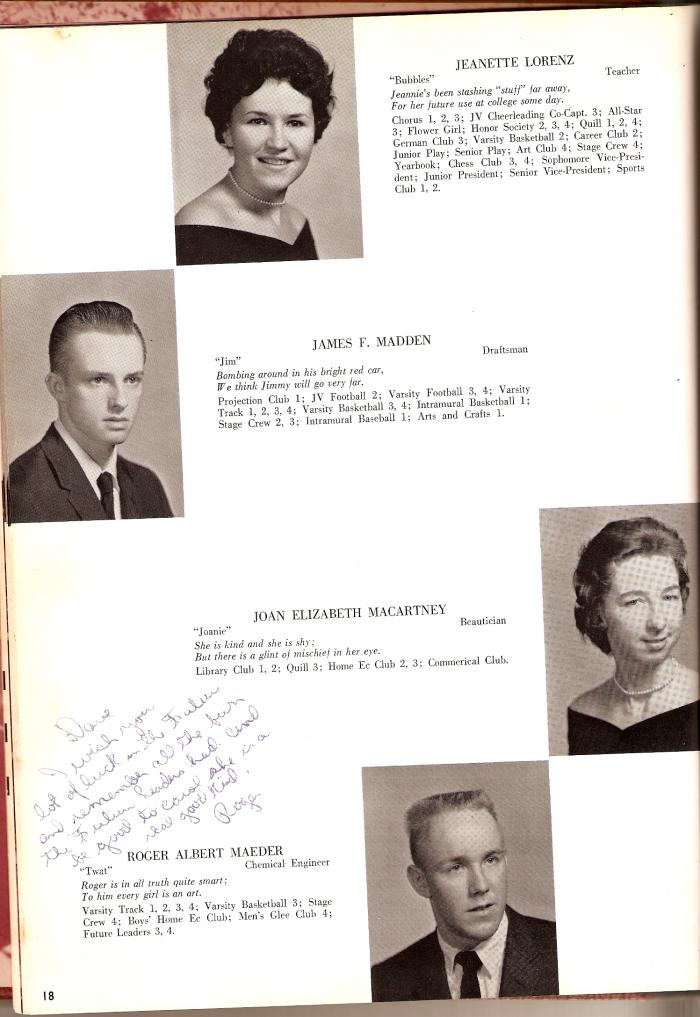 JEANETTE LORENZ
"Bubbles" Teacher
Jeannie's been stashing "stuff" far away,
For her future use at college some day.
Chorus 1, 2, 3; JV Cheerleading Co-Capt. 3; All-Star
3; Flower Girl; Honor Society 2, 3, 4; Quill 1, 2, 4;
German Club 3; Varsity Basketball 2; Career Club 2;
Junior Play; Senior Play; Art Club 4; Stage Crew 4;
Yearbook; Chess Club 3, 4; Sophomore Vice-Presi-
dent; Junior President; Senior Vice-President; Sports
Club 1, 2.
JAMES F. MADDEN
"Jim" Draftsman
Bombing around in his bright red car,
We think Jimmy will go very far.
Projection Club 1; JV Football 2; Varsity Football 3, 4; Varsity
Track 1, 2, 3, 4; Varsity Basketball 3, 4; Intramural Basketball 1;
Stage Crew 2, 3; Intramural Baseball 1; Arts and Crafts 1.
JOAN ELIZABETH MACARTNEY
"Joanie" Beautician
She is kind and she is shy;
But there is a glint of mischief in her eye.
Library Club 1, 2; Quill 3; Home Ec Club 2, 3; Commerical Club.
Dave
I wish you
lot of luck in the Future
and remember all the fun
the Future Leaders had. and
be good to Carol she is a
real good kid.
Roge
ROGER ALBERT MAEDER
"Twat" Chemical Engineer
Roger is in all truth quite smart;
To him every girl is an art.
Varsity Track 1, 2, 3, 4; Varsity Basketball 3; Stage
Crew 4; Boys' Home Ec Club; Men's Glee Club 4;
Future Leaders 3, 4.
18